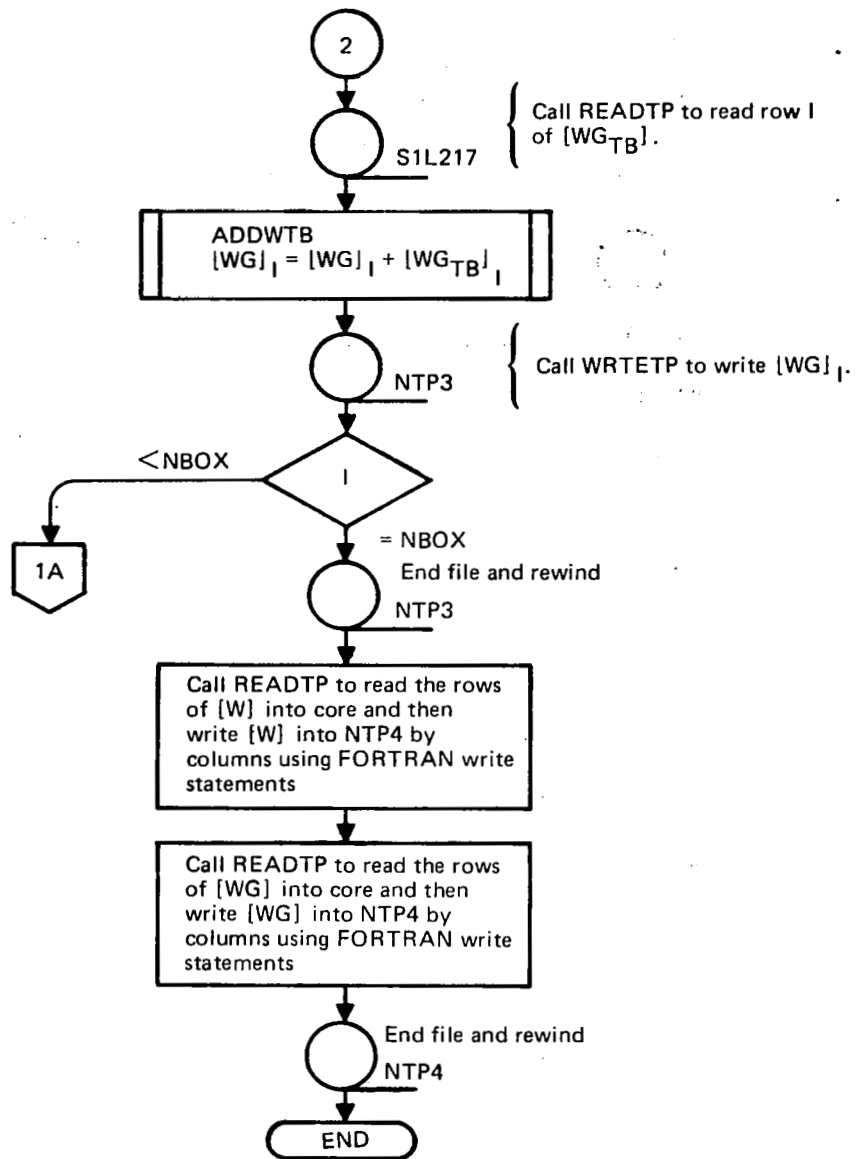 2
Call READTP to read row I
of [WG_TB].
S1L217
ADDWTB
⌊WG⌋_I = ⌊WG⌋_I + ⌊WG_TB⌋_I
Call WRTETP to write ⌊WG⌋_I.
NTP3
<NBOX
I
= NBOX
1A
End file and rewind
NTP3
Call READTP to read the rows
of [W] into core and then
write [W] into NTP4 by
columns using FORTRAN write
statements
Call READTP to read the rows
of [WG] into core and then
write [WG] into NTP4 by
columns using FORTRAN write
statements
End file and rewind
NTP4
END